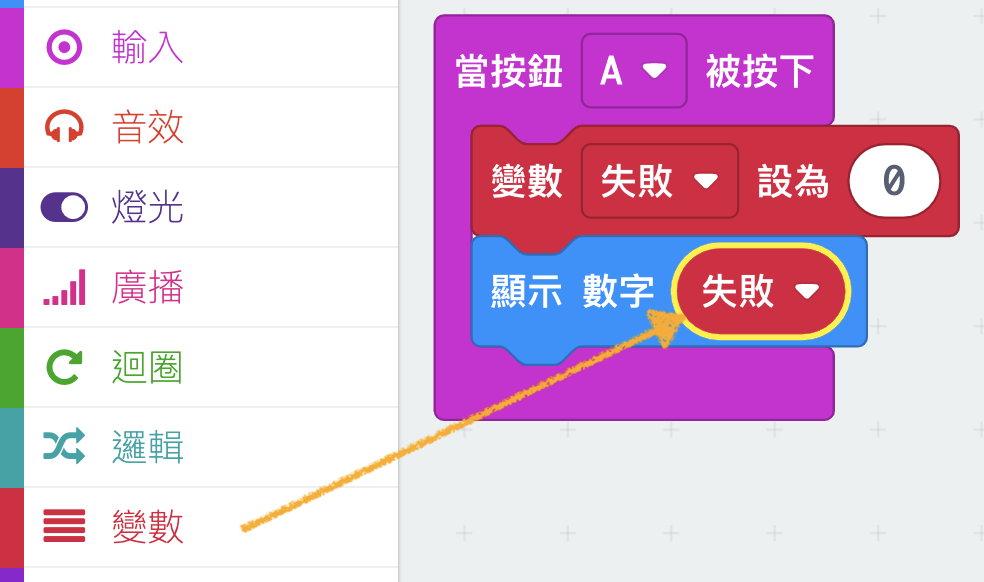 輸入
音效
燈光
廣播
迴圈
邏輯
變數
當按鈕 A 被按下
變數 失敗 設為 0
顯示 數字 失敗